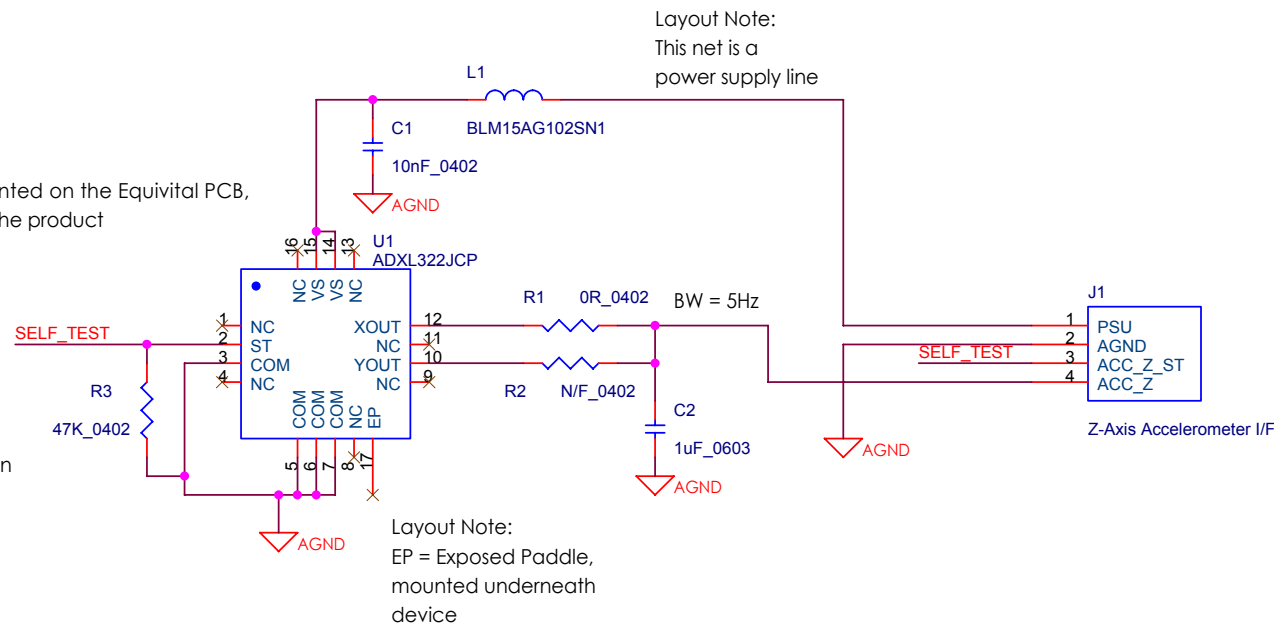 Layout Note:
This net is a
power supply line
L1
BLM15AG102SN1
C1
10nF_0402
AGND
nted on the Equivital PCB,
he product
U1
ADXL322JCP
16
15
14
13
NC
VS
VS
NC
1
2
3
4
NC
ST
COM
NC
XOUT
NC
YOUT
NC
12
11
10
9
COM
COM
COM
NC
EP
5
6
7
8
17
SELF_TEST
R3
47K_0402
n
AGND
R1
0R_0402
BW = 5Hz
R2
N/F_0402
C2
1uF_0603
AGND
J1
1
2
3
4
PSU
AGND
ACC_Z_ST
ACC_Z
SELF_TEST
AGND
Z-Axis Accelerometer I/F
Layout Note:
EP = Exposed Paddle,
mounted underneath
device